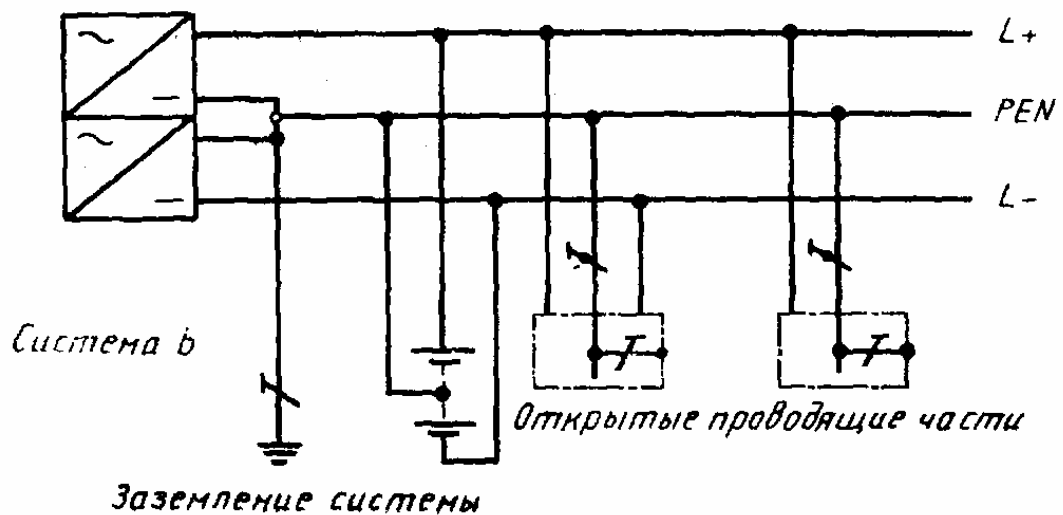 L+
PEN
L-
Система b
Открытые проводящие части
Заземление системы